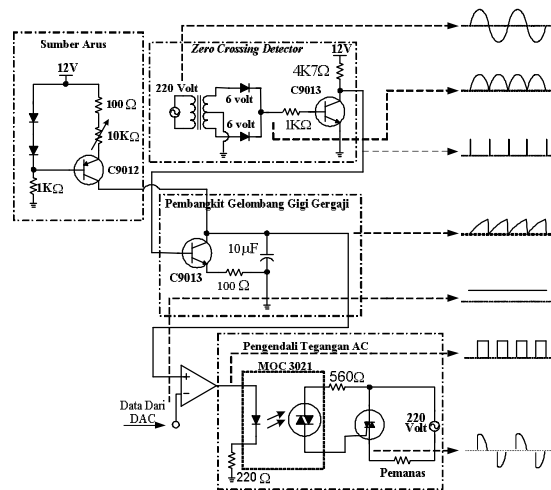 Sumber Arus
12V
100 Ω
10KΩ
C9012
1KΩ
Zero Crossing Detector
12V
4K7Ω
C9013
220 Volt
6 volt
6 volt
1KΩ
Pembangkit Gelombang Gigi Gergaji
C9013
10μF
100 Ω
Pengendali Tegangan AC
MOC 3021
560Ω
220
Volt
Pemanas
220Ω
+
-
Data Dari
DAC